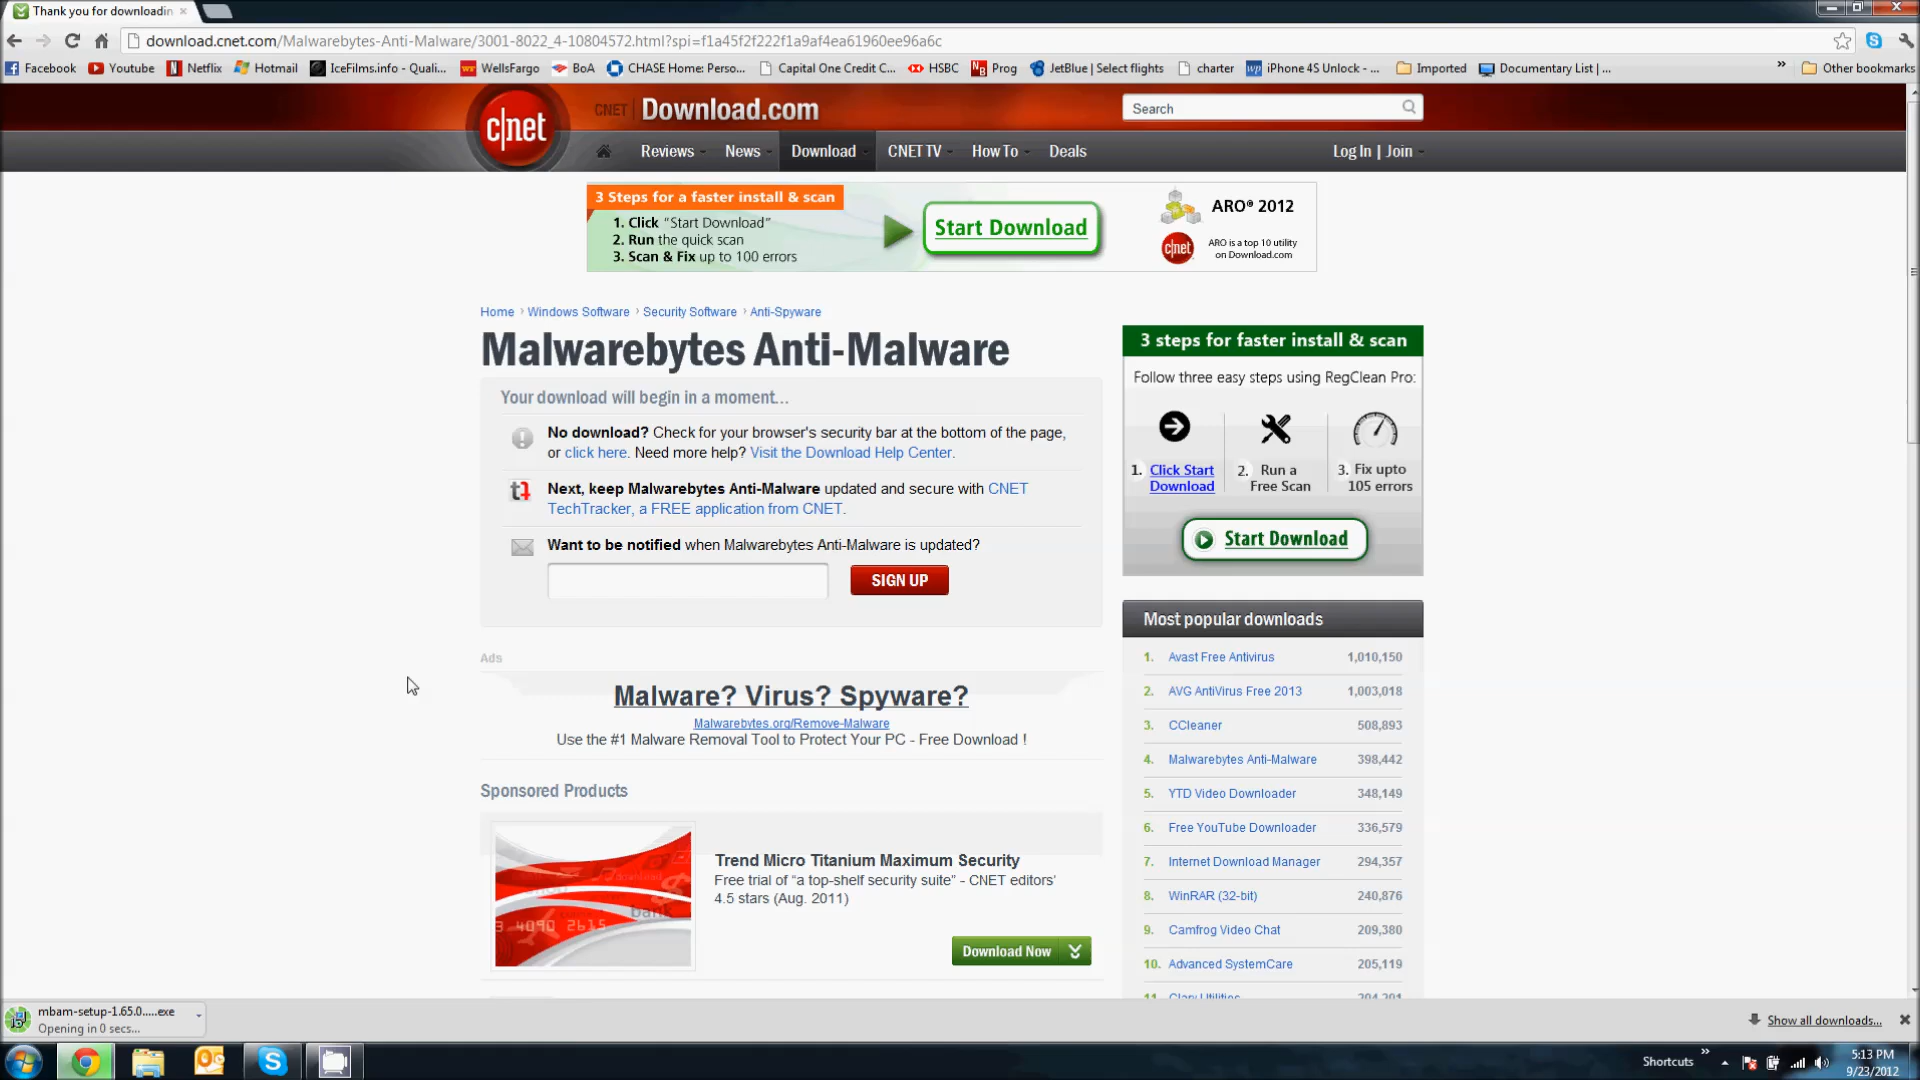 Thank you for downloadin
download.cnet.com/Malwarebytes-Anti-Malware/3001-8022_4-10804572.html?spi=f1a45f2f222f1a9af4ea61960ee96a6c
Facebook Youtube Netflix Hotmail IceFilms.info - Quali... WellsFargo BoA CHASE Home: Perso... Capital One Credit C... HSBC Prog JetBlue | Select flights charter iPhone 4S Unlock - ... Imported Documentary List | ... » Other bookmarks
c|net
CNET Download.com
Search
Reviews News Download CNET TV How To Deals Log In | Join
3 Steps for a faster install & scan
1. Click "Start Download"
2. Run the quick scan
3. Scan & Fix up to 100 errors
Start Download
ARO® 2012
c|net
ARO is a top 10 utility
on Download.com
Home › Windows Software › Security Software › Anti-Spyware
Malwarebytes Anti-Malware
Your download will begin in a moment...
No download? Check for your browser's security bar at the bottom of the page,
or click here. Need more help? Visit the Download Help Center.
Next, keep Malwarebytes Anti-Malware updated and secure with CNET
TechTracker, a FREE application from CNET.
Want to be notified when Malwarebytes Anti-Malware is updated?
SIGN UP
Ads
Malware? Virus? Spyware?
Malwarebytes.org/Remove-Malware
Use the #1 Malware Removal Tool to Protect Your PC - Free Download !
Sponsored Products
bank
3 4090 2615
Trend Micro Titanium Maximum Security
Free trial of “a top-shelf security suite” - CNET editors’
4.5 stars (Aug. 2011)
Download Now
3 steps for faster install & scan
Follow three easy steps using RegClean Pro:
1. Click Start Download
2. Run a Free Scan
3. Fix upto 105 errors
Start Download
Most popular downloads
1. Avast Free Antivirus 1,010,150
2. AVG AntiVirus Free 2013 1,003,018
3. CCleaner 508,893
4. Malwarebytes Anti-Malware 398,442
5. YTD Video Downloader 348,149
6. Free YouTube Downloader 336,579
7. Internet Download Manager 294,357
8. WinRAR (32-bit) 240,876
9. Camfrog Video Chat 209,380
10. Advanced SystemCare 205,119
11. Glary Utilities 204,201
mbam-setup-1.65.0.....exe
Opening in 0 secs...
Show all downloads...
Shortcuts »
5:13 PM
9/23/2012